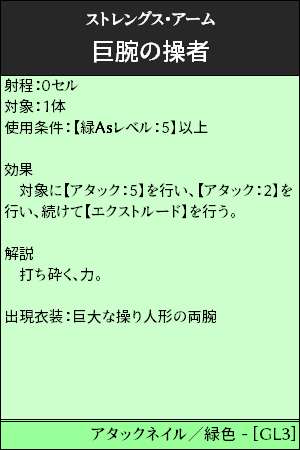 ストレングス・アーム
巨腕の操者
射程：0セル
対象：1体
使用条件：【緑Asレベル：5】以上
効果
　対象に【アタック：5】を行い、【アタック：2】を
行い、続けて【エクストルード】を行う。
解説
　打ち砕く、力。
出現衣装：巨大な操り人形の両腕
アタックネイル／緑色 - [GL3]